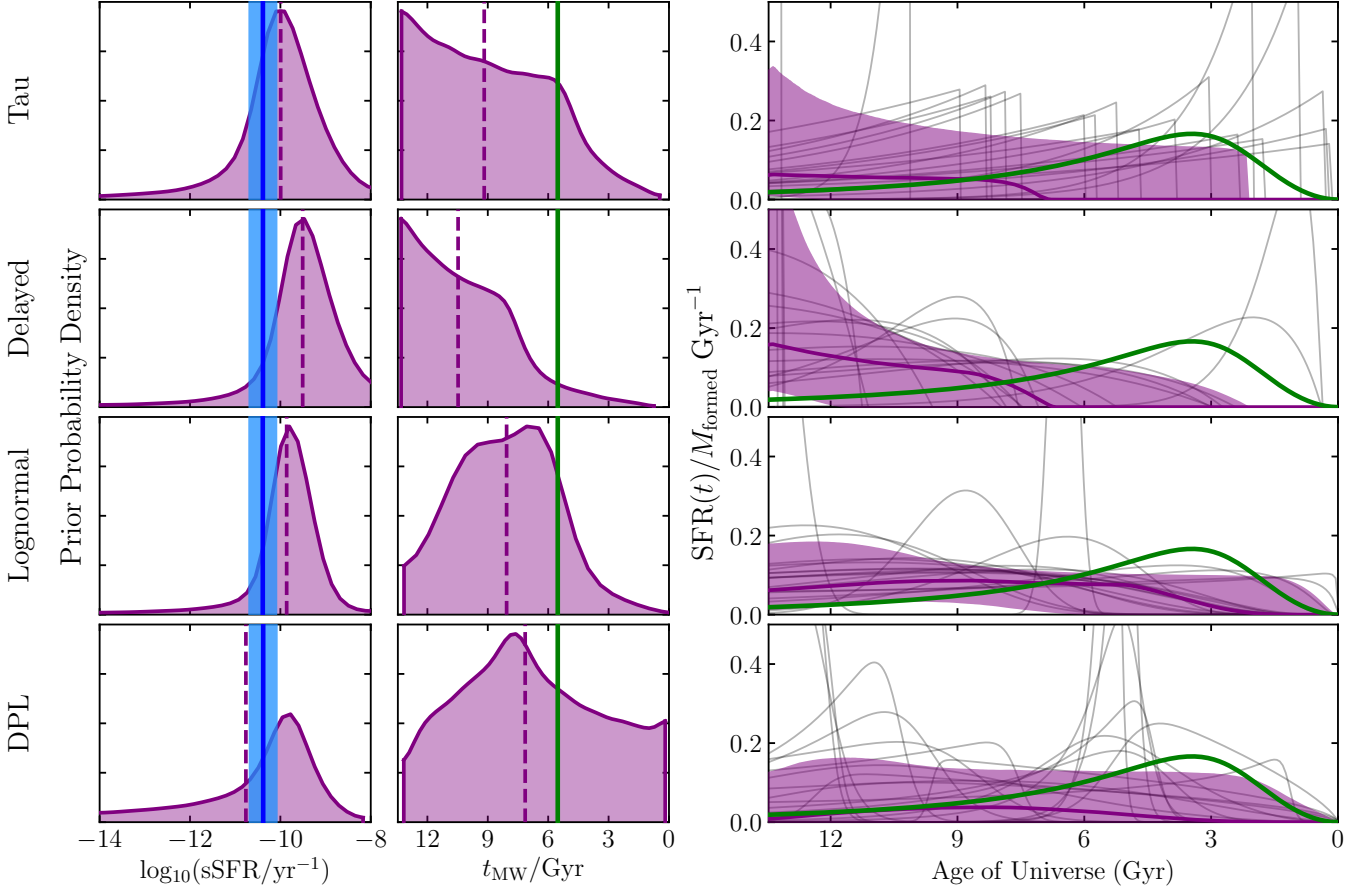 Tau
Delayed
Lognormal
DPL
Prior Probability Density
−14
−12
−10
−8
log₁₀(sSFR/yr⁻¹)
12
9
6
3
0
t_MW/Gyr
SFR(t)/M_formed Gyr⁻¹
0.4
0.2
0.0
0.4
0.2
0.0
0.4
0.2
0.0
0.4
0.2
0.0
12
9
6
3
0
Age of Universe (Gyr)